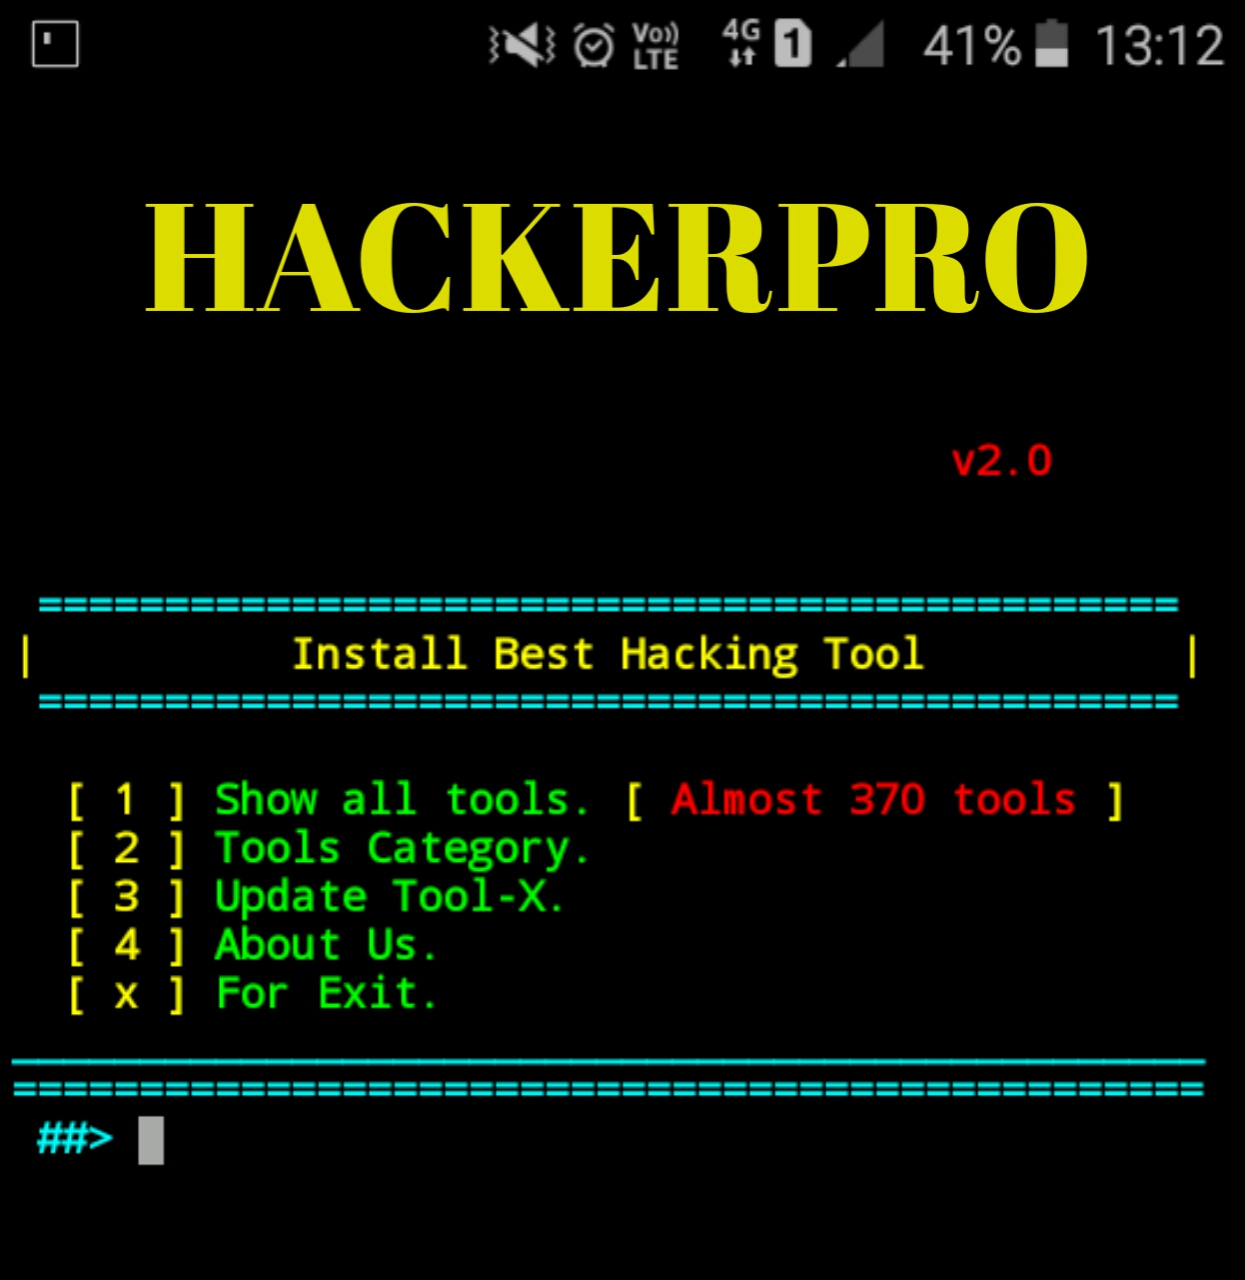 Vo)) LTE 4G 1 41% 13:12
HACKERPRO
v2.0
==============================================
| Install Best Hacking Tool |
==============================================
[ 1 ] Show all tools. [ Almost 370 tools ]
[ 2 ] Tools Category.
[ 3 ] Update Tool-X.
[ 4 ] About Us.
[ x ] For Exit.
================================================
##>